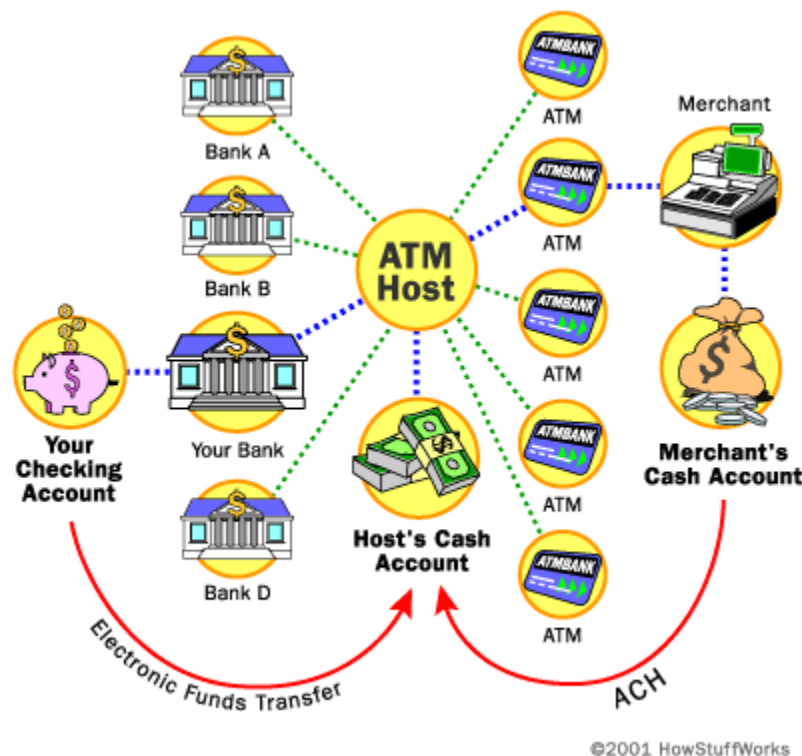 ATMBANK
ATM
Bank A
Merchant
ATMBANK
ATM
Bank B
ATM
Host
ATMBANK
ATM
Your Bank
Your
Checking
Account
ATMBANK
ATM
Merchant's
Cash Account
Host's Cash
Account
Bank D
ATMBANK
ATM
Electronic Funds Transfer
ACH
©2001 HowStuffWorks